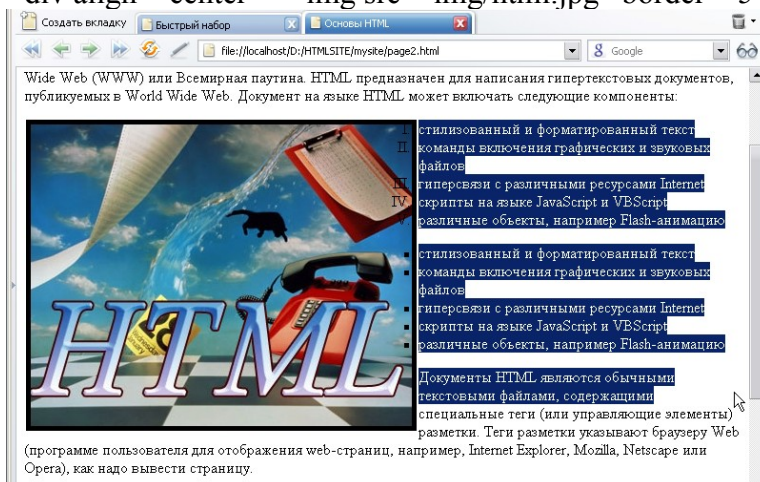 Создать вкладку Быстрый набор Основы HTML
file://localhost/D:/HTMLSITE/mysite/page2.html Google
Wide Web (WWW) или Всемирная паутина. HTML предназначен для написания гипертекстовых документов,
публикуемых в World Wide Web. Документ на языке HTML может включать следующие компоненты:
I. стилизованный и форматированный текст
II. команды включения графических и звуковых
файлов
III. гиперсвязи с различными ресурсами Internet
IV. скрипты на языке JavaScript и VBScript
V. различные объекты, например Flash-анимацию
▪ стилизованный и форматированный текст
▪ команды включения графических и звуковых
файлов
▪ гиперсвязи с различными ресурсами Internet
▪ скрипты на языке JavaScript и VBScript
▪ различные объекты, например Flash-анимацию
HTML
Документы HTML являются обычными
текстовыми файлами, содержащими
специальные теги (или управляющие элементы)
разметки. Теги разметки указывают браузеру Web
(программе пользователя для отображения web-страниц, например, Internet Explorer, Mozilla, Netscape или
Opera), как надо вывести страницу.